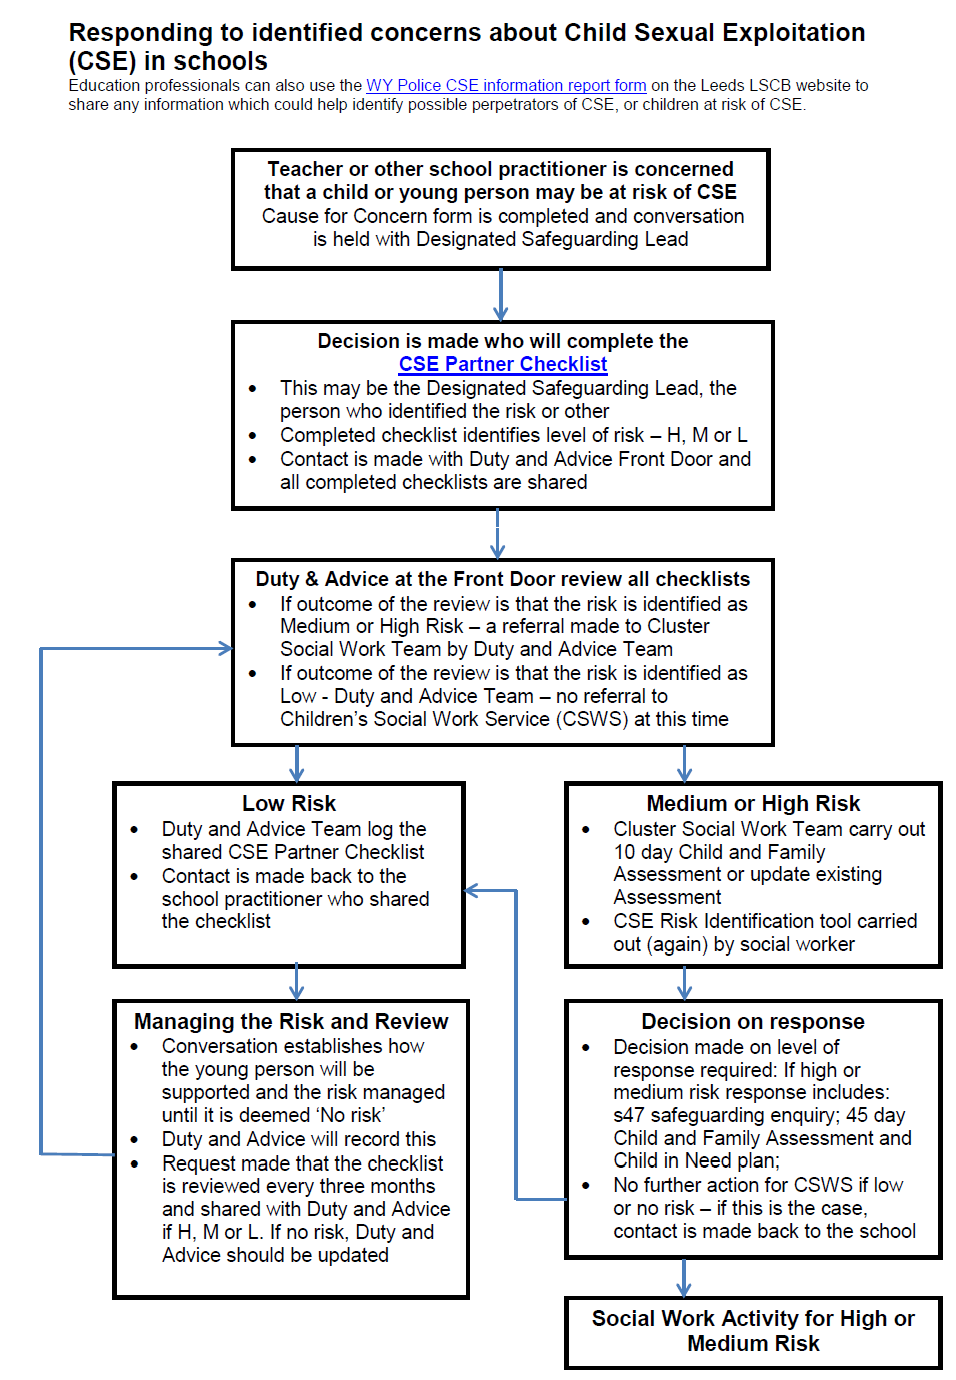 Responding to identified concerns about Child Sexual Exploitation
(CSE) in schools
Education professionals can also use the WY Police CSE information report form on the Leeds LSCB website to
share any information which could help identify possible perpetrators of CSE, or children at risk of CSE.
Teacher or other school practitioner is concerned
that a child or young person may be at risk of CSE
Cause for Concern form is completed and conversation
is held with Designated Safeguarding Lead
Decision is made who will complete the
CSE Partner Checklist
• This may be the Designated Safeguarding Lead, the
person who identified the risk or other
• Completed checklist identifies level of risk – H, M or L
• Contact is made with Duty and Advice Front Door and
all completed checklists are shared
Duty & Advice at the Front Door review all checklists
• If outcome of the review is that the risk is identified as
Medium or High Risk – a referral made to Cluster
Social Work Team by Duty and Advice Team
• If outcome of the review is that the risk is identified as
Low - Duty and Advice Team – no referral to
Children's Social Work Service (CSWS) at this time
Low Risk
• Duty and Advice Team log the
shared CSE Partner Checklist
• Contact is made back to the
school practitioner who shared
the checklist
Medium or High Risk
• Cluster Social Work Team carry out
10 day Child and Family
Assessment or update existing
Assessment
• CSE Risk Identification tool carried
out (again) by social worker
Managing the Risk and Review
• Conversation establishes how
the young person will be
supported and the risk managed
until it is deemed 'No risk'
• Duty and Advice will record this
• Request made that the checklist
is reviewed every three months
and shared with Duty and Advice
if H, M or L. If no risk, Duty and
Advice should be updated
Decision on response
• Decision made on level of
response required: If high or
medium risk response includes:
s47 safeguarding enquiry; 45 day
Child and Family Assessment and
Child in Need plan;
• No further action for CSWS if low
or no risk – if this is the case,
contact is made back to the school
Social Work Activity for High or
Medium Risk